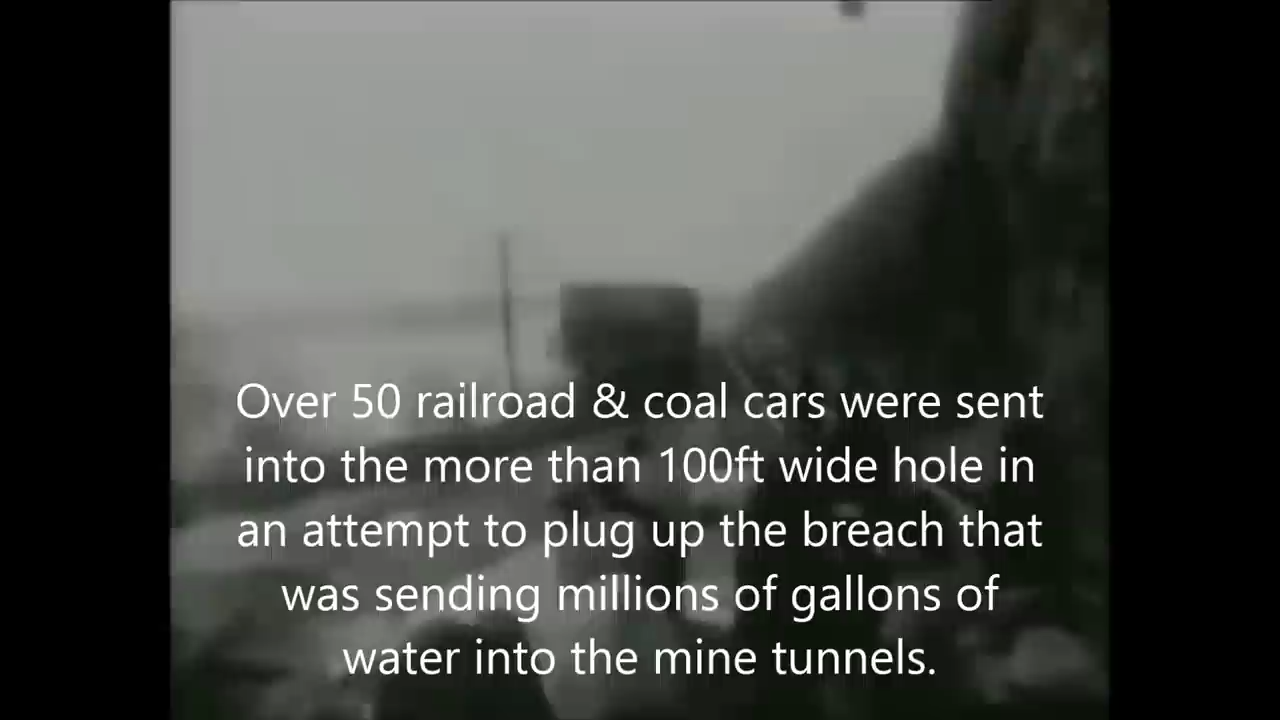 Over 50 railroad & coal cars were sent
into the more than 100ft wide hole in
an attempt to plug up the breach that
was sending millions of gallons of
water into the mine tunnels.